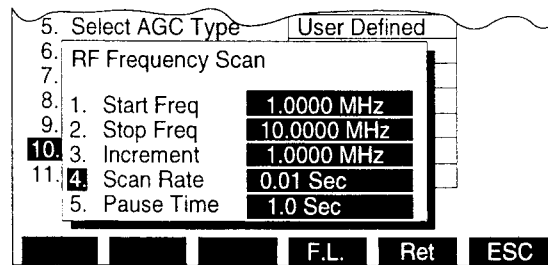 5. Select AGC Type User Defined
6.
7.
8.
9.
10.
11.
RF Frequency Scan
1. Start Freq 1.0000 MHz
2. Stop Freq 10.0000 MHz
3. Increment 1.0000 MHz
4. Scan Rate 0.01 Sec
5. Pause Time 1.0 Sec
F.L. Ret ESC